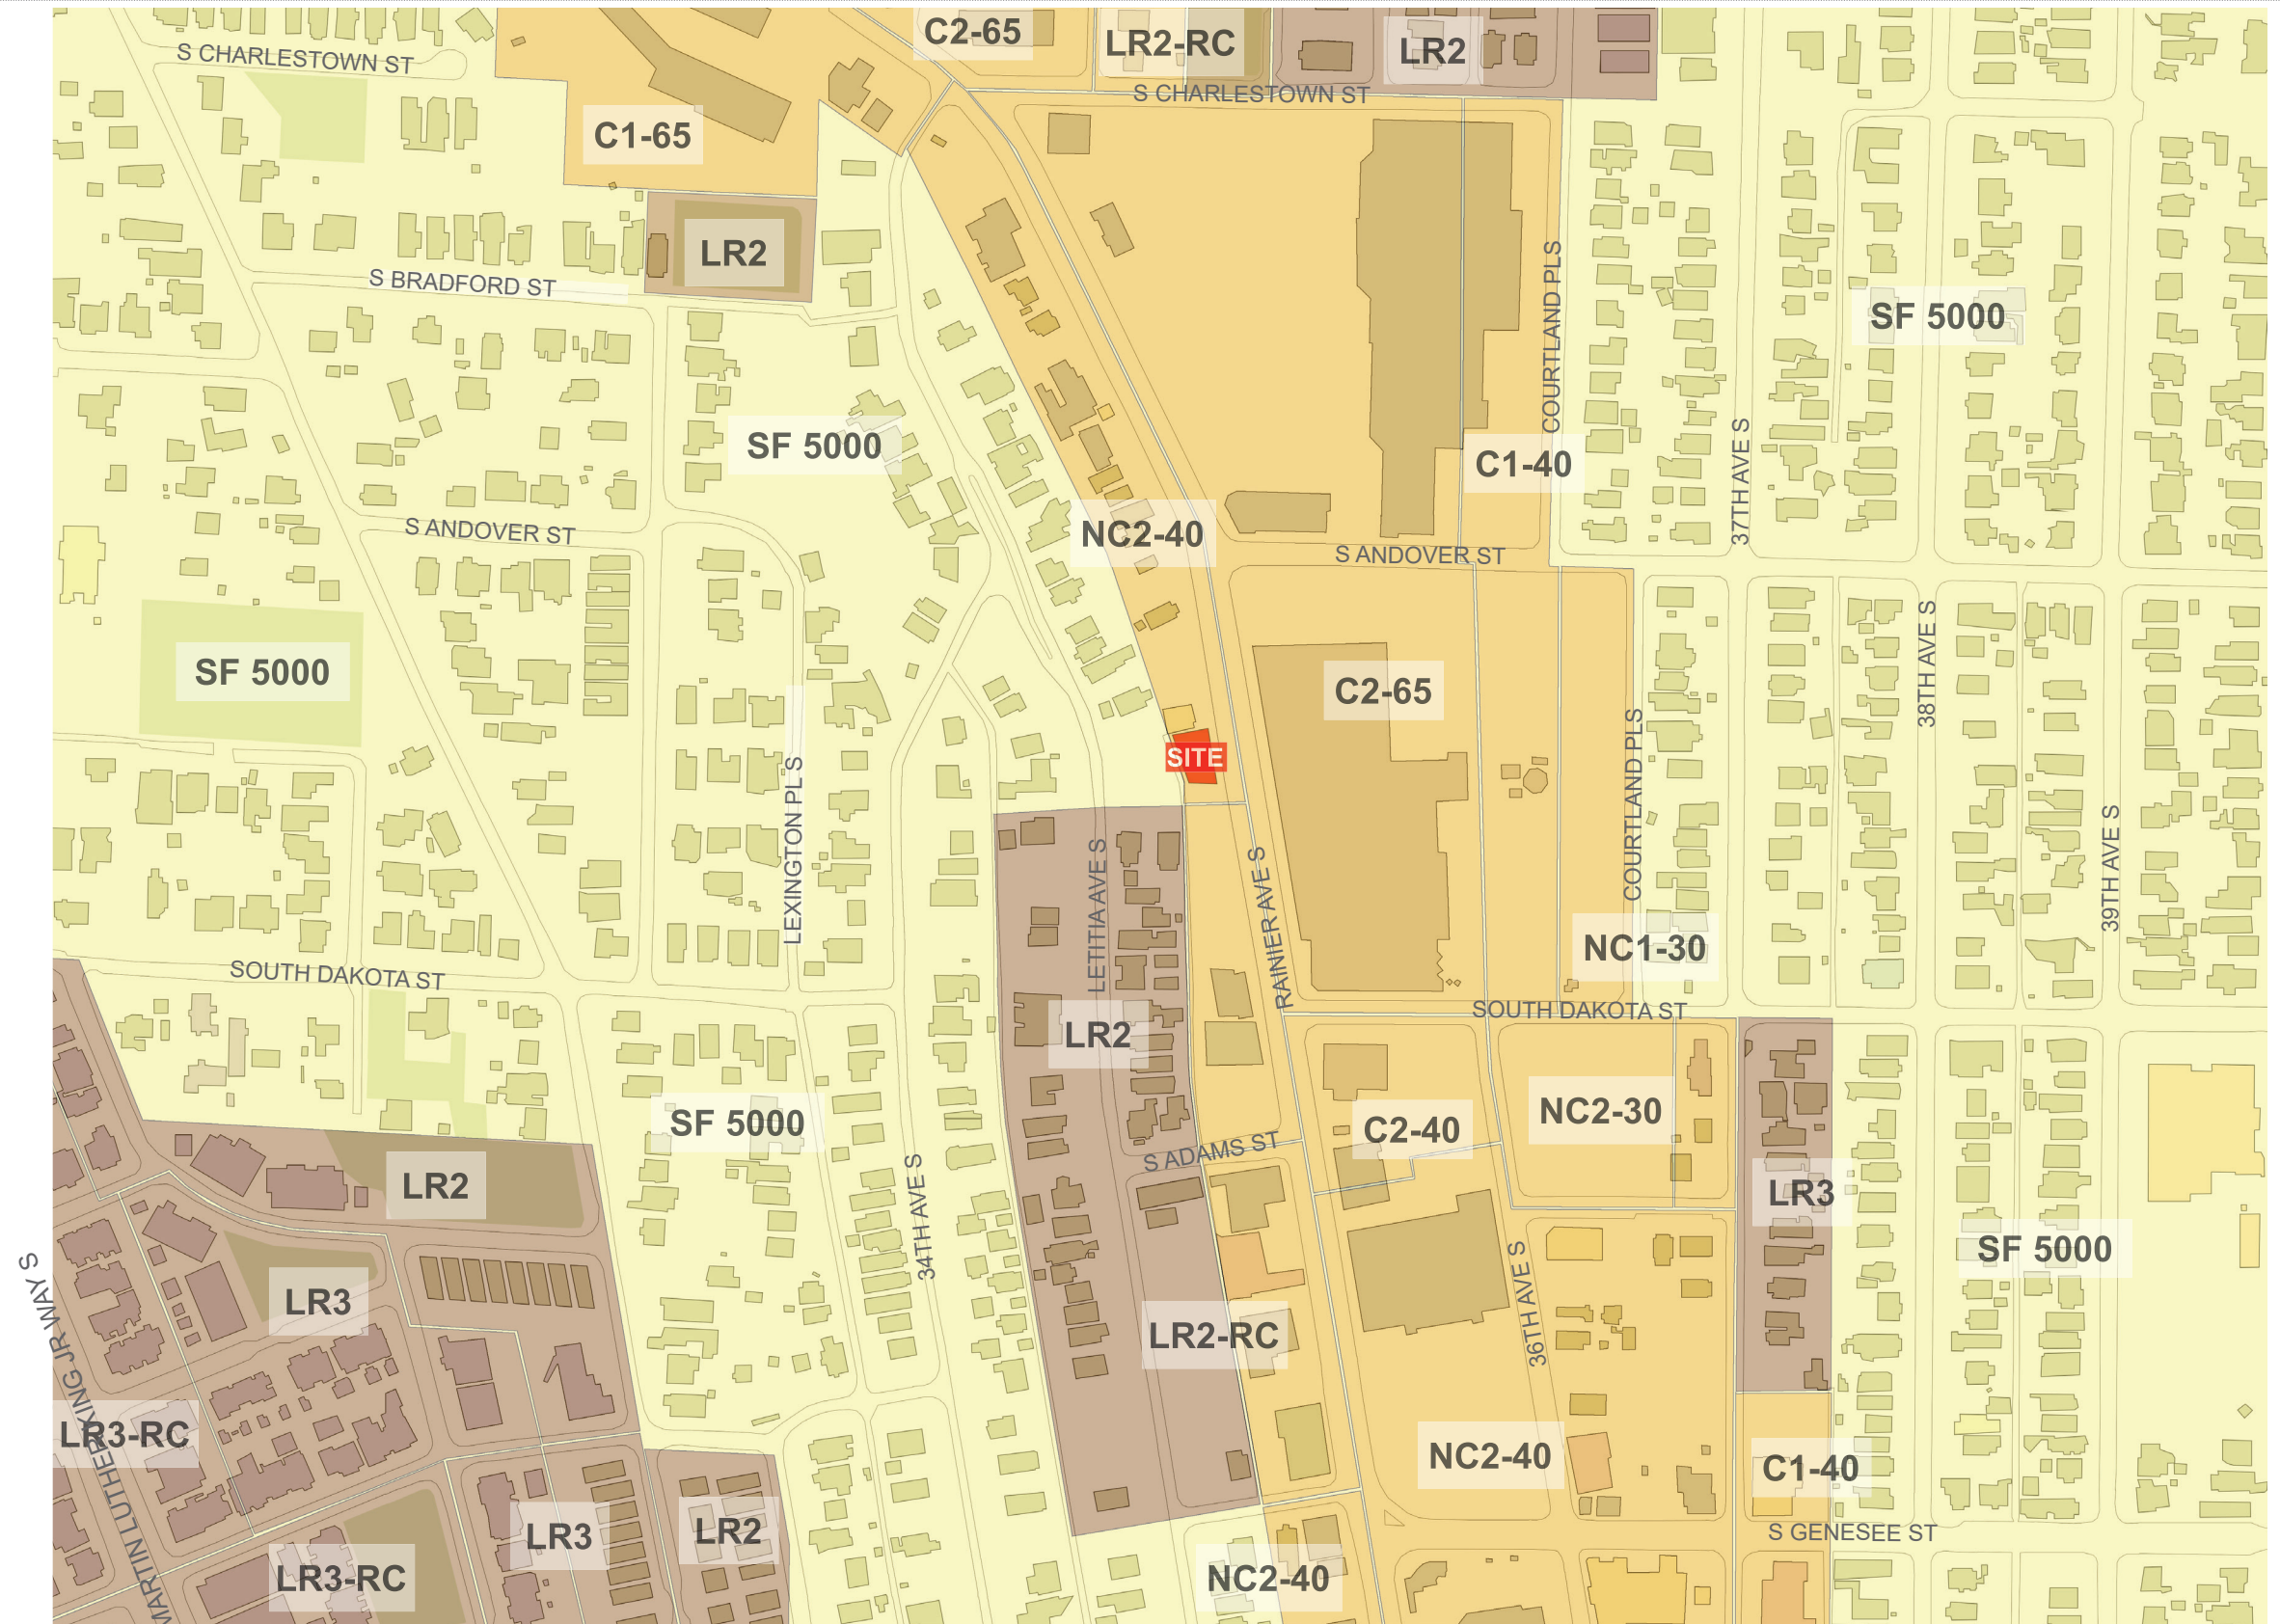 C2-65
LR2-RC
LR2
S CHARLESTOWN ST
S CHARLESTOWN ST
C1-65
LR2
S BRADFORD ST
COURTLAND PL S
SF 5000
SF 5000
C1-40
37TH AVE S
S ANDOVER ST
NC2-40
S ANDOVER ST
SF 5000
C2-65
38TH AVE S
SITE
COURTLAND PL S
LEXINGTON PL S
LETITIA AVE S
RAINIER AVE S
39TH AVE S
NC1-30
SOUTH DAKOTA ST
SOUTH DAKOTA ST
LR2
SF 5000
C2-40
NC2-30
S ADAMS ST
LR2
34TH AVE S
LR3
SF 5000
LR3
36TH AVE S
LR2-RC
MARTIN LUTHER KING JR WAY S
LR3-RC
NC2-40
C1-40
LR3
LR2
S GENESEE ST
LR3-RC
NC2-40